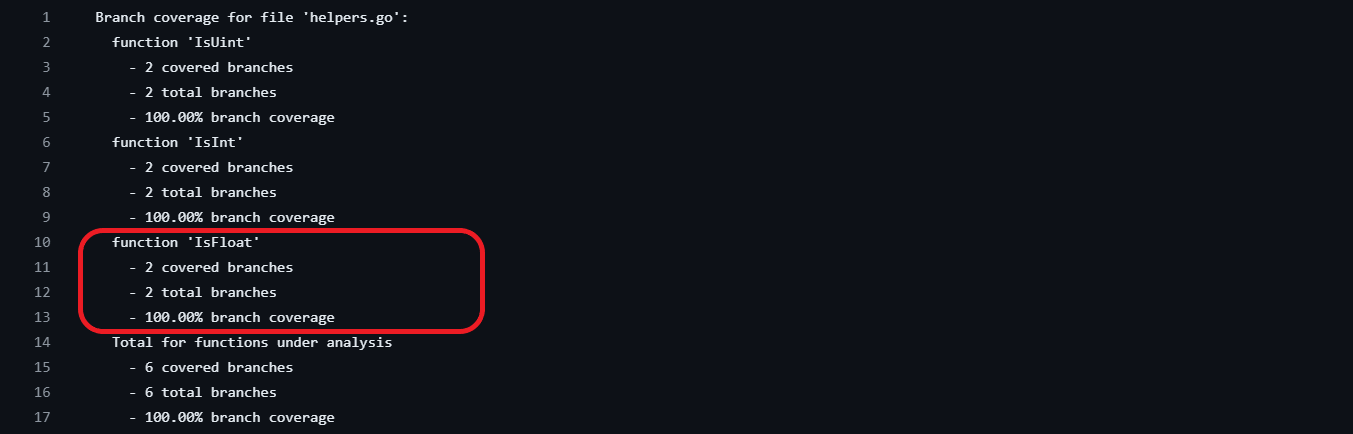 1 Branch coverage for file 'helpers.go':
2 function 'IsUint'
3 - 2 covered branches
4 - 2 total branches
5 - 100.00% branch coverage
6 function 'IsInt'
7 - 2 covered branches
8 - 2 total branches
9 - 100.00% branch coverage
10 function 'IsFloat'
11 - 2 covered branches
12 - 2 total branches
13 - 100.00% branch coverage
14 Total for functions under analysis
15 - 6 covered branches
16 - 6 total branches
17 - 100.00% branch coverage